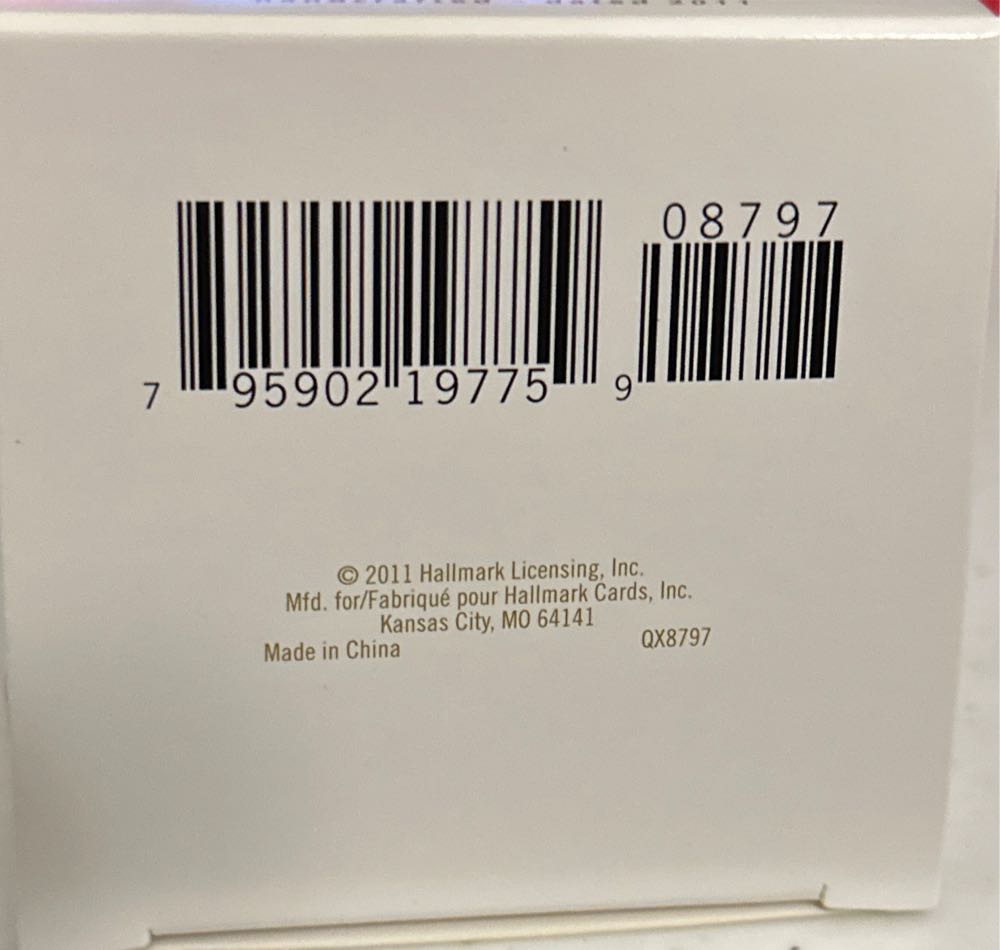 08797
7 95902 19775 9
© 2011 Hallmark Licensing, Inc.
Mfd. for/Fabriqué pour Hallmark Cards, Inc.
Kansas City, MO 64141
Made in China QX8797